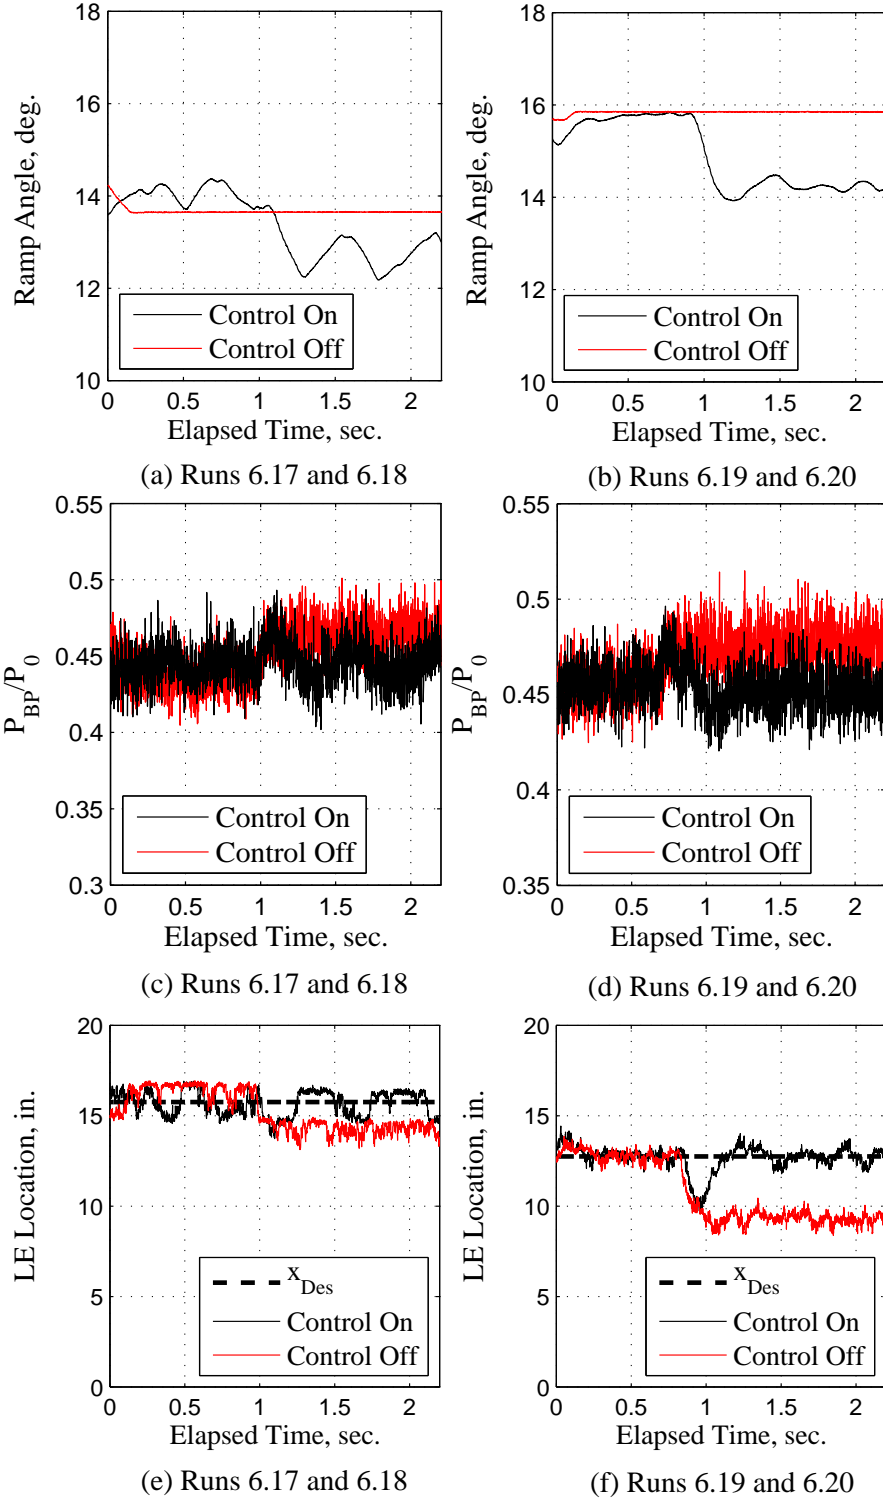 18
16
14
12
10
Ramp Angle, deg.
Control On
Control Off
0 0.5 1 1.5 2
Elapsed Time, sec.
(a) Runs 6.17 and 6.18
18
16
14
12
10
Ramp Angle, deg.
Control On
Control Off
0 0.5 1 1.5 2
Elapsed Time, sec.
(b) Runs 6.19 and 6.20
0.55
0.5
0.45
0.4
0.35
0.3
P_BP/P_0
Control On
Control Off
0 0.5 1 1.5 2
Elapsed Time, sec.
(c) Runs 6.17 and 6.18
0.55
0.5
0.45
0.4
0.35
P_BP/P_0
Control On
Control Off
0 0.5 1 1.5 2
Elapsed Time, sec.
(d) Runs 6.19 and 6.20
20
15
10
5
0
LE Location, in.
x_Des
Control On
Control Off
0 0.5 1 1.5 2
Elapsed Time, sec.
(e) Runs 6.17 and 6.18
20
15
10
5
0
LE Location, in.
x_Des
Control On
Control Off
0 0.5 1 1.5 2
Elapsed Time, sec.
(f) Runs 6.19 and 6.20